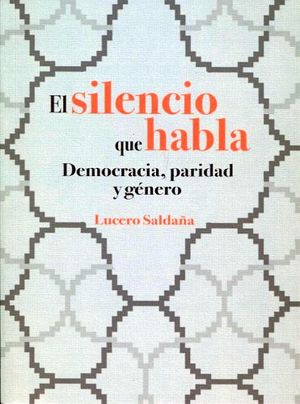 El silencio
que habla
Democracia, paridad
y género
Lucero Saldaña